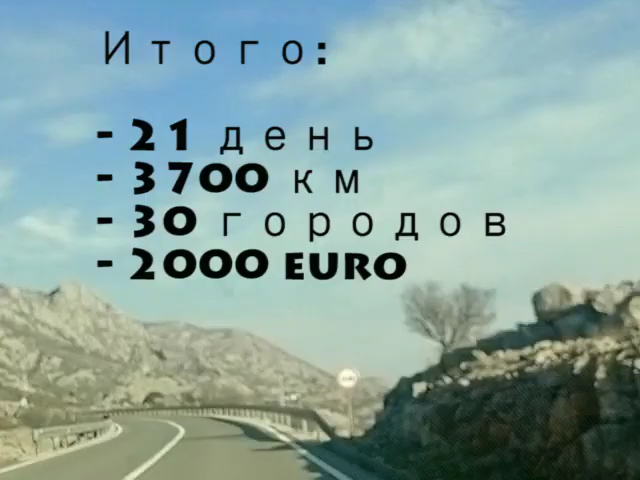 Итого:
- 21 день
- 3700 км
- 30 городов
- 2000 EURO